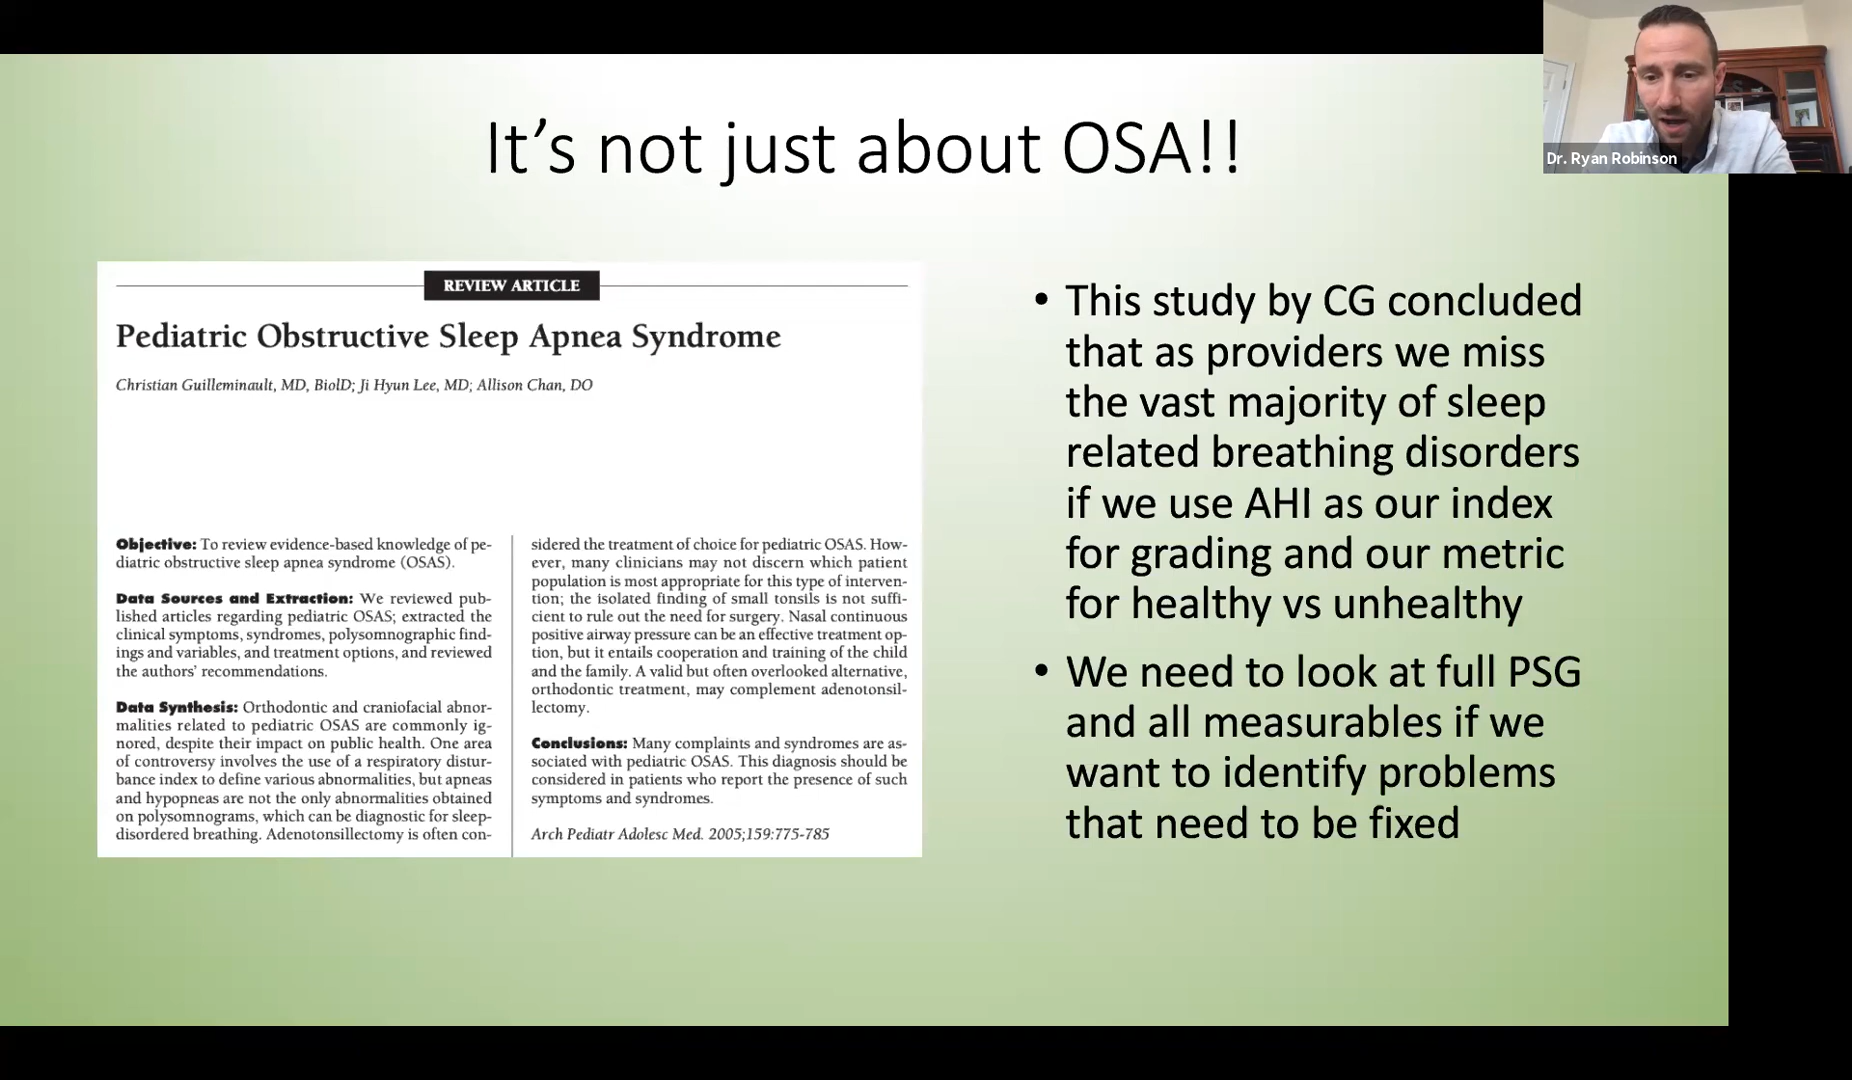 It's not just about OSA!!
Dr. Ryan Robinson
REVIEW ARTICLE
Pediatric Obstructive Sleep Apnea Syndrome
Christian Guilleminault, MD, BiolD; Ji Hyun Lee, MD; Allison Chan, DO
Objective: To review evidence-based knowledge of pe-
diatric obstructive sleep apnea syndrome (OSAS).
Data Sources and Extraction: We reviewed pub-
lished articles regarding pediatric OSAS; extracted the
clinical symptoms, syndromes, polysomnographic find-
ings and variables, and treatment options, and reviewed
the authors' recommendations.
Data Synthesis: Orthodontic and craniofacial abnor-
malities related to pediatric OSAS are commonly ig-
nored, despite their impact on public health. One area
of controversy involves the use of a respiratory distur-
bance index to define various abnormalities, but apneas
and hypopneas are not the only abnormalities obtained
on polysomnograms, which can be diagnostic for sleep-
disordered breathing. Adenotonsillectomy is often con-
sidered the treatment of choice for pediatric OSAS. How-
ever, many clinicians may not discern which patient
population is most appropriate for this type of interven-
tion; the isolated finding of small tonsils is not suffi-
cient to rule out the need for surgery. Nasal continuous
positive airway pressure can be an effective treatment op-
tion, but it entails cooperation and training of the child
and the family. A valid but often overlooked alternative,
orthodontic treatment, may complement adenotonsil-
lectomy.
Conclusions: Many complaints and syndromes are as-
sociated with pediatric OSAS. This diagnosis should be
considered in patients who report the presence of such
symptoms and syndromes.
Arch Pediatr Adolesc Med. 2005;159:775-785
• This study by CG concluded
that as providers we miss
the vast majority of sleep
related breathing disorders
if we use AHI as our index
for grading and our metric
for healthy vs unhealthy
• We need to look at full PSG
and all measurables if we
want to identify problems
that need to be fixed